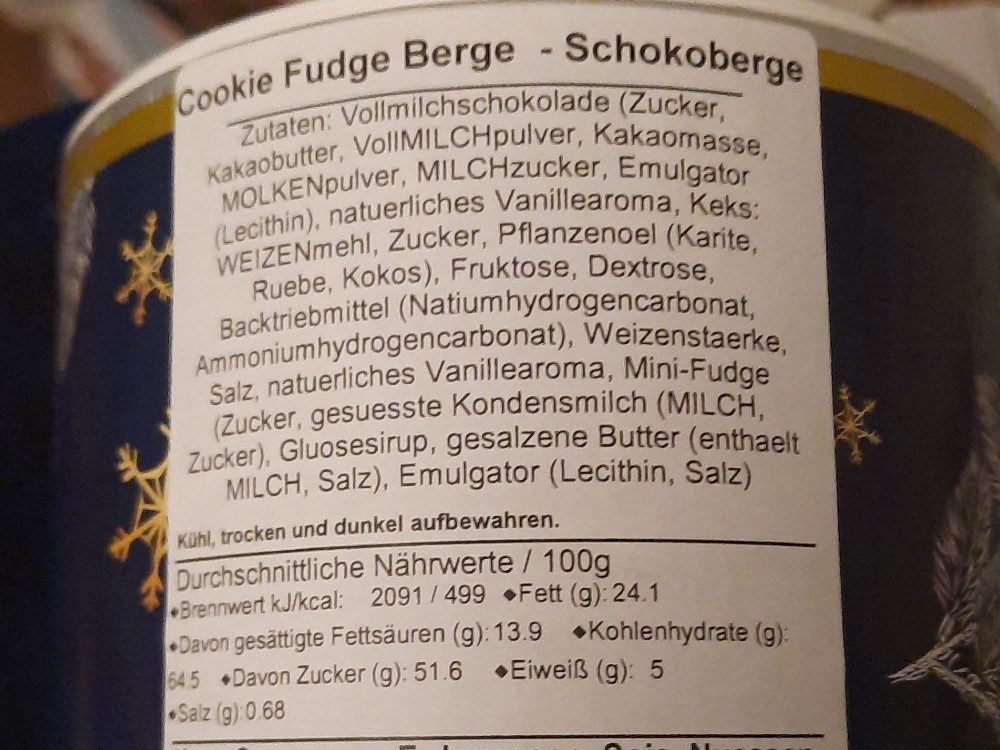 Cookie Fudge Berge - Schokoberge
Zutaten: Vollmilchschokolade (Zucker,
Kakaobutter, VollMILCHpulver, Kakaomasse,
MOLKENpulver, MILCHzucker, Emulgator
(Lecithin), natuerliches Vanillearoma, Keks:
WEIZENmehl, Zucker, Pflanzenoel (Karite,
Ruebe, Kokos), Fruktose, Dextrose,
Backtriebmittel (Natiumhydrogencarbonat,
Ammoniumhydrogencarbonat), Weizenstaerke,
Salz, natuerliches Vanillearoma, Mini-Fudge
(Zucker, gesuesste Kondensmilch (MILCH,
Zucker), Gluosesirup, gesalzene Butter (enthaelt
MILCH, Salz), Emulgator (Lecithin, Salz)
Kühl, trocken und dunkel aufbewahren.
Durchschnittliche Nährwerte / 100g
◆Brennwert kJ/kcal: 2091 / 499 ◆Fett (g): 24.1
◆Davon gesättigte Fettsäuren (g): 13.9 ◆Kohlenhydrate (g):
64.5 ◆Davon Zucker (g): 51.6 ◆Eiweiß (g): 5
◆Salz (g): 0.68